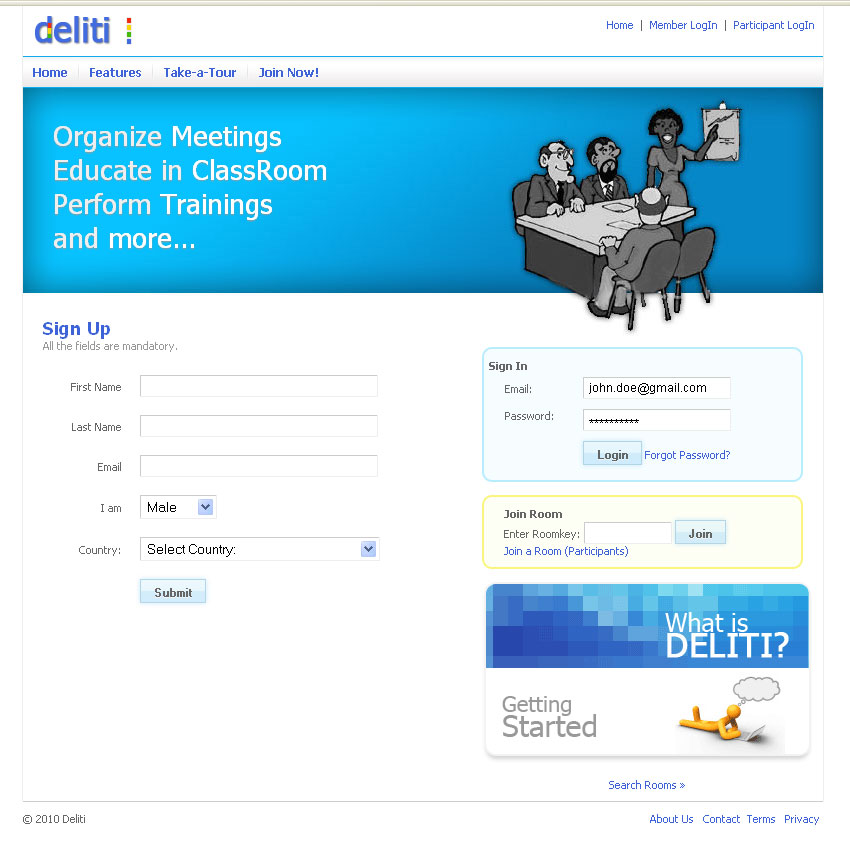 deliti
Home | Member LogIn | Participant LogIn
Home Features Take-a-Tour Join Now!
Organize Meetings
Educate in ClassRoom
Perform Trainings
and more...
Sign Up
All the fields are mandatory.
First Name
Last Name
Email
I am Male
Country: Select Country:
Submit
Sign In
Email: john.doe@gmail.com
Password: **********
Login Forgot Password?
Join Room
Enter Roomkey: Join
Join a Room (Participants)
What is
DELITI?
Getting
Started
Search Rooms »
© 2010 Deliti About Us Contact Terms Privacy